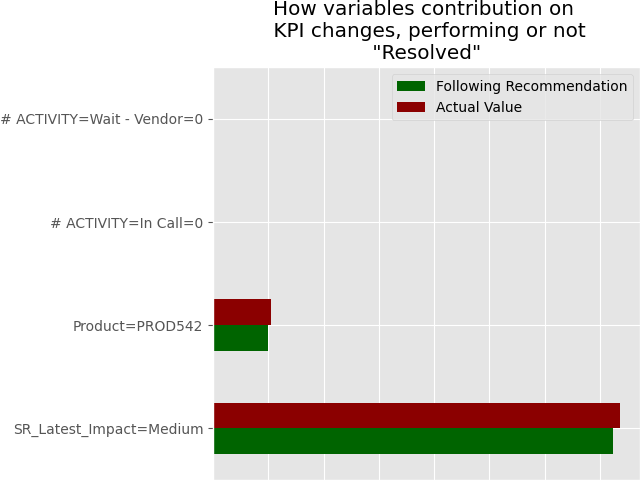 How variables contribution on
KPI changes, performing or not
"Resolved"
Following Recommendation
Actual Value
# ACTIVITY=Wait - Vendor=0
# ACTIVITY=In Call=0
Product=PROD542
SR_Latest_Impact=Medium